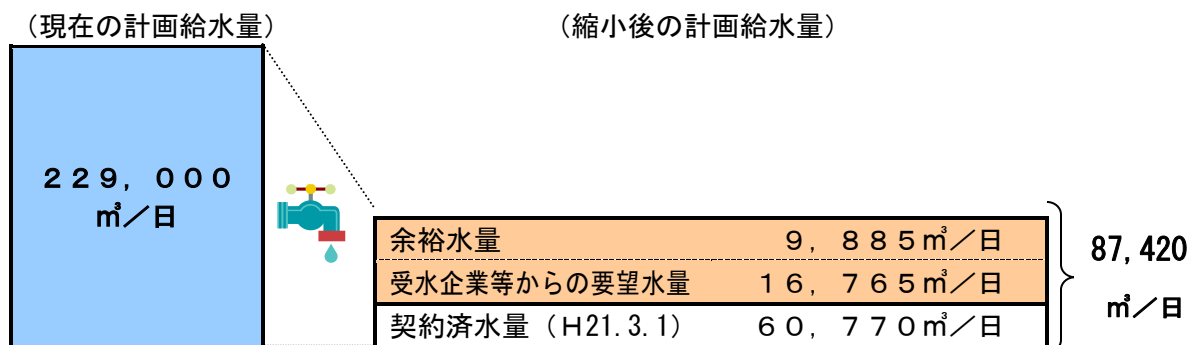 （現在の計画給水量）
（縮小後の計画給水量）
２２９，０００
㎥／日
余裕水量 ９，８８５㎥／日
受水企業等からの要望水量 １６，７６５㎥／日
契約済水量（H21.3.1） ６０，７７０㎥／日
87,420
㎥／日